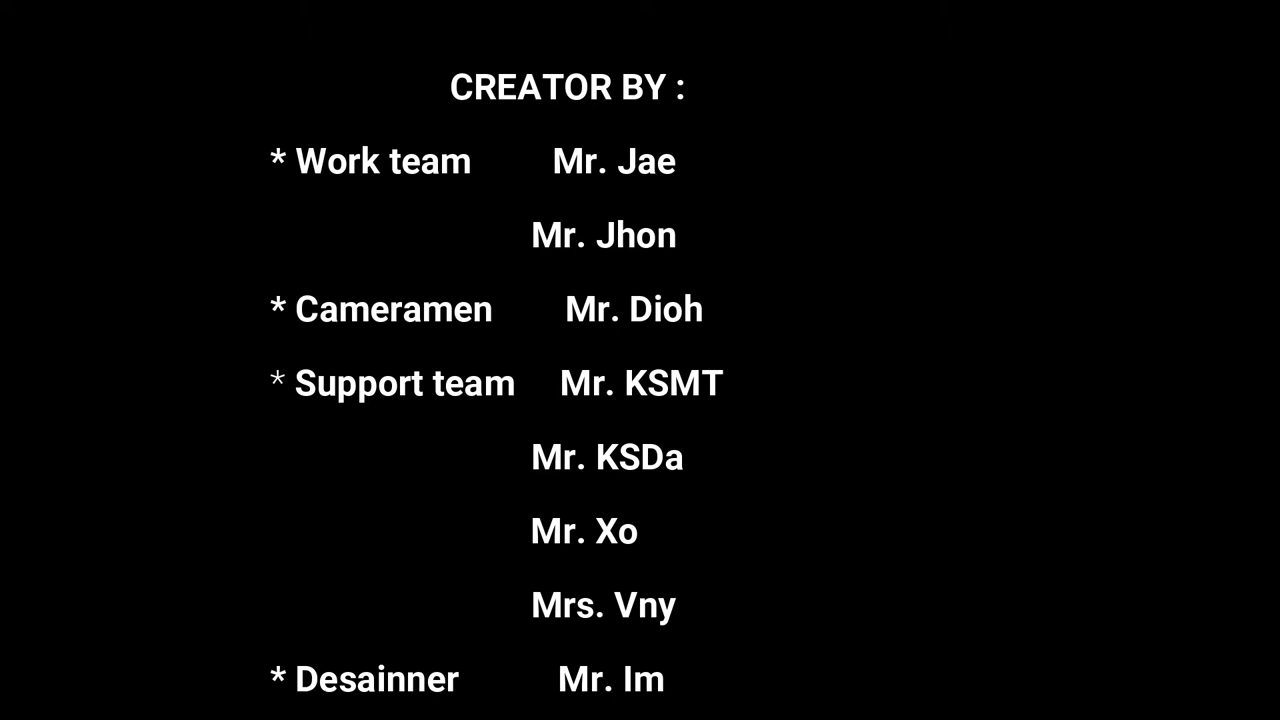 CREATOR BY :
* Work team Mr. Jae
Mr. Jhon
* Cameramen Mr. Dioh
* Support team Mr. KSMT
Mr. KSDa
Mr. Xo
Mrs. Vny
* Desainner Mr. Im